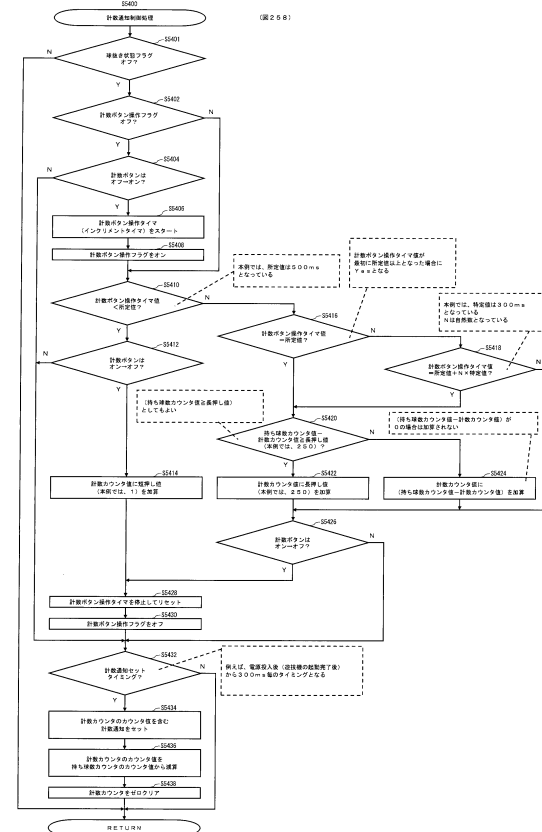 S5400
計数通知制御処理
(図258)
S5401
球抜き状態フラグ
オフ?
N
Y
S5402
計数ボタン操作フラグ
オフ?
N
Y
S5404
計数ボタンは
オフ→オン?
N
Y
S5406
計数ボタン操作タイマ
(インクリメントタイマ)をスタート
S5408
計数ボタン操作フラグをオン
本例では、所定値は500ms
となっている
計数ボタン操作タイマ値が
最初に所定値以上となった場合に
Yesとなる
本例では、特定値は300ms
となっている
Nは自然数となっている
S5410
計数ボタン操作タイマ値
<所定値?
N
Y
S5416
計数ボタン操作タイマ値
=所定値?
N
Y
S5418
計数ボタン操作タイマ値
=所定値+N×特定値?
N
Y
S5412
計数ボタンは
オン→オフ?
N
Y
(持ち球数カウンタ値≧長押し値)
としてもよい
S5420
持ち球数カウンタ値-
計数カウンタ値≧長押し値
(本例では、250)?
N
Y
(持ち球数カウンタ値-計数カウンタ値)が
0の場合は加算されない
S5414
計数カウンタ値に短押し値
(本例では、1)を加算
S5422
計数カウンタ値に長押し値
(本例では、250)を加算
S5424
計数カウンタ値に
(持ち球数カウンタ値-計数カウンタ値)を加算
S5426
計数ボタンは
オン→オフ?
N
Y
S5428
計数ボタン操作タイマを停止してリセット
S5430
計数ボタン操作フラグをオフ
S5432
計数通知セット
タイミング?
N
Y
例えば、電源投入後(遊技機の起動完了後)
から300ms毎のタイミングとなる
S5434
計数カウンタのカウンタ値を含む
計数通知をセット
S5436
計数カウンタのカウンタ値を
持ち球数カウンタのカウンタ値から減算
S5438
計数カウンタをゼロクリア
RETURN